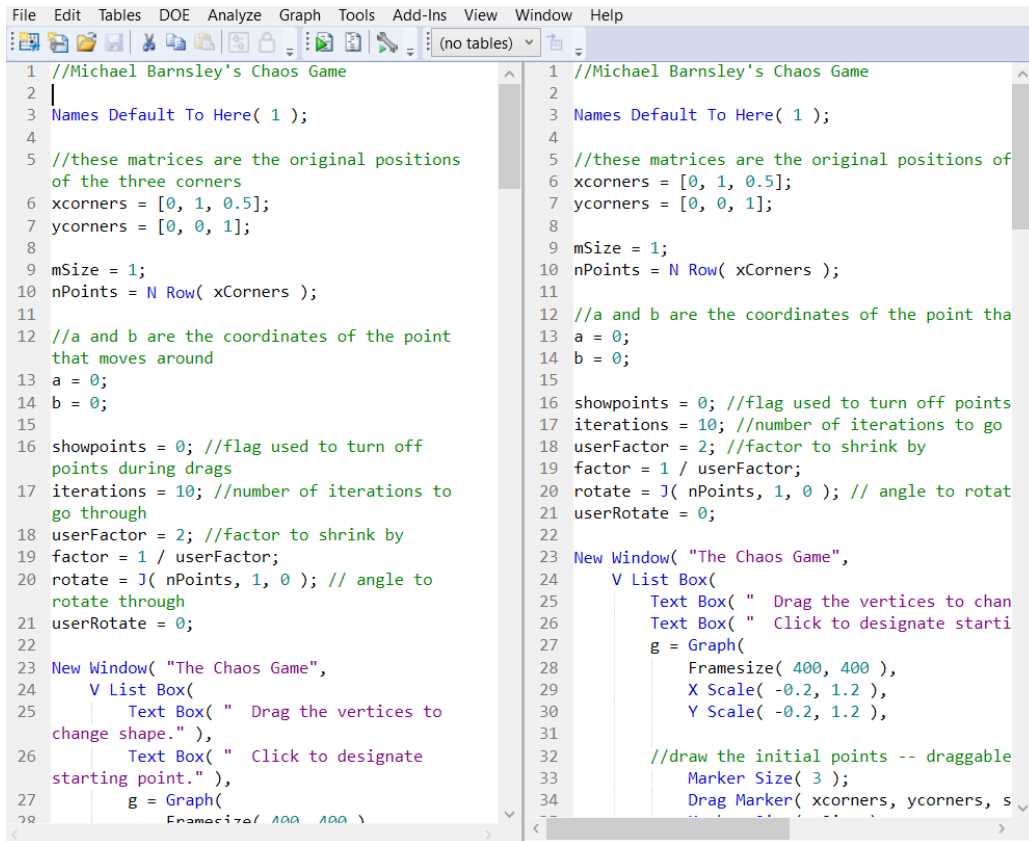 File Edit Tables DOE Analyze Graph Tools Add-Ins View Window Help
(no tables)
1 //Michael Barnsley's Chaos Game
2
3 Names Default To Here( 1 );
4
5 //these matrices are the original positions
of the three corners
6 xcorners = [0, 1, 0.5];
7 ycorners = [0, 0, 1];
8
9 mSize = 1;
10 nPoints = N Row( xCorners );
11
12 //a and b are the coordinates of the point
that moves around
13 a = 0;
14 b = 0;
15
16 showpoints = 0; //flag used to turn off
points during drags
17 iterations = 10; //number of iterations to
go through
18 userFactor = 2; //factor to shrink by
19 factor = 1 / userFactor;
20 rotate = J( nPoints, 1, 0 ); // angle to
rotate through
21 userRotate = 0;
22
23 New Window( "The Chaos Game",
24 V List Box(
25 Text Box( "  Drag the vertices to
change shape." ),
26 Text Box( "  Click to designate
starting point." ),
27 g = Graph(
28 Framesize( 400, 400 )
1 //Michael Barnsley's Chaos Game
2
3 Names Default To Here( 1 );
4
5 //these matrices are the original positions of
6 xcorners = [0, 1, 0.5];
7 ycorners = [0, 0, 1];
8
9 mSize = 1;
10 nPoints = N Row( xCorners );
11
12 //a and b are the coordinates of the point tha
13 a = 0;
14 b = 0;
15
16 showpoints = 0; //flag used to turn off points
17 iterations = 10; //number of iterations to go
18 userFactor = 2; //factor to shrink by
19 factor = 1 / userFactor;
20 rotate = J( nPoints, 1, 0 ); // angle to rotat
21 userRotate = 0;
22
23 New Window( "The Chaos Game",
24 V List Box(
25 Text Box( "  Drag the vertices to chan
26 Text Box( "  Click to designate starti
27 g = Graph(
28 Framesize( 400, 400 ),
29 X Scale( -0.2, 1.2 ),
30 Y Scale( -0.2, 1.2 ),
31
32 //draw the initial points -- draggable
33 Marker Size( 3 );
34 Drag Marker( xcorners, ycorners, s